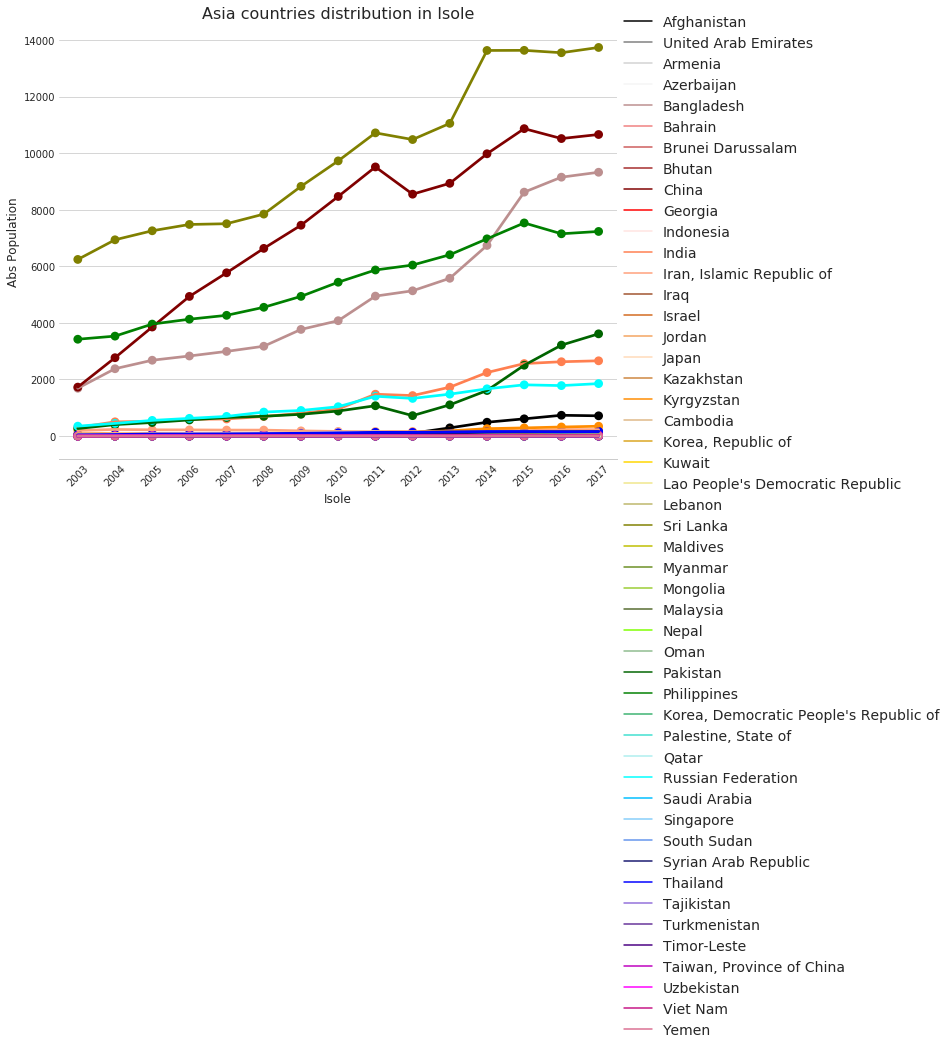 Asia countries distribution in Isole
14000
12000
10000
8000
6000
4000
2000
0
Abs Population
2003
2004
2005
2006
2007
2008
2009
2010
2011
2012
2013
2014
2015
2016
2017
Isole
Afghanistan
United Arab Emirates
Armenia
Azerbaijan
Bangladesh
Bahrain
Brunei Darussalam
Bhutan
China
Georgia
Indonesia
India
Iran, Islamic Republic of
Iraq
Israel
Jordan
Japan
Kazakhstan
Kyrgyzstan
Cambodia
Korea, Republic of
Kuwait
Lao People's Democratic Republic
Lebanon
Sri Lanka
Maldives
Myanmar
Mongolia
Malaysia
Nepal
Oman
Pakistan
Philippines
Korea, Democratic People's Republic of
Palestine, State of
Qatar
Russian Federation
Saudi Arabia
Singapore
South Sudan
Syrian Arab Republic
Thailand
Tajikistan
Turkmenistan
Timor-Leste
Taiwan, Province of China
Uzbekistan
Viet Nam
Yemen